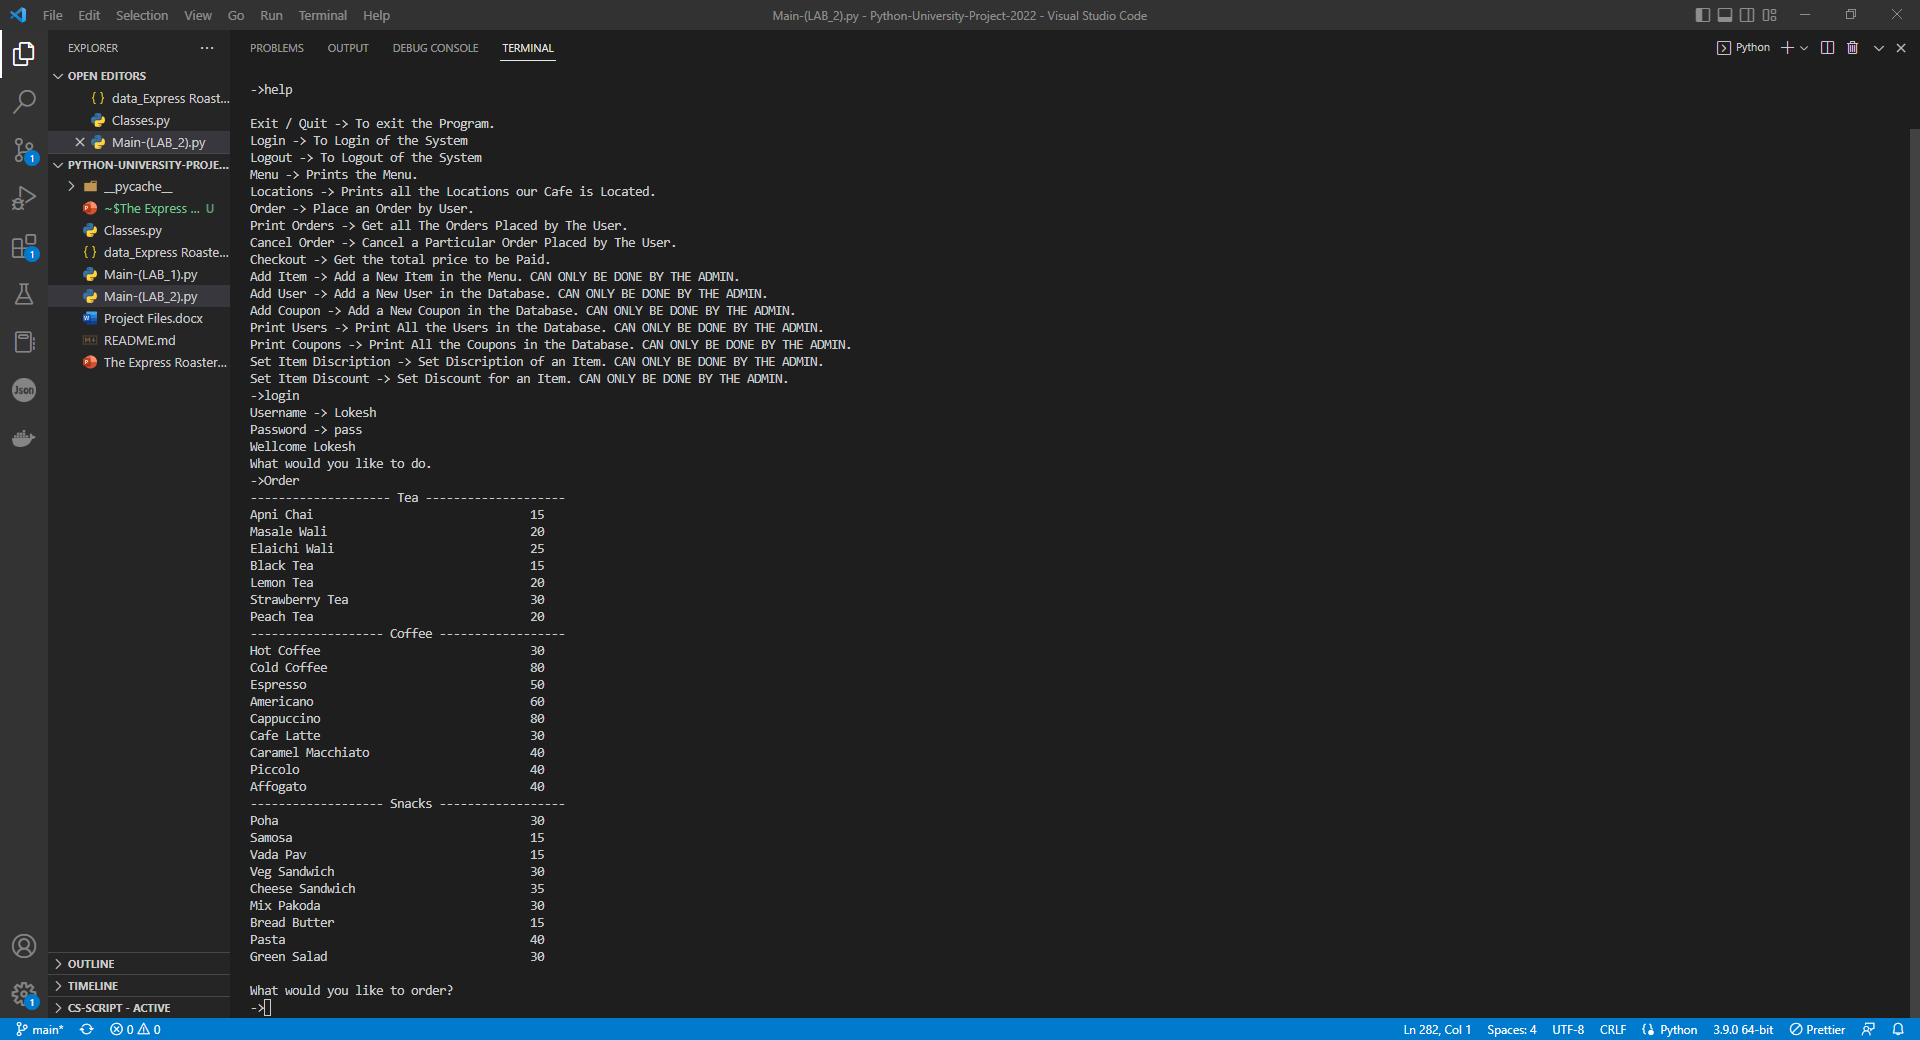 File Edit Selection View Go Run Terminal Help
Main-(LAB_2).py - Python-University-Project-2022 - Visual Studio Code
EXPLORER
OPEN EDITORS
{ } data_Express Roast...
Classes.py
Main-(LAB_2).py
PYTHON-UNIVERSITY-PROJE...
__pycache__
~$The Express ... U
Classes.py
{ } data_Express Roaste...
Main-(LAB_1).py
Main-(LAB_2).py
Project Files.docx
README.md
The Express Roaster...
OUTLINE
TIMELINE
CS-SCRIPT - ACTIVE
1
1
Json
1
PROBLEMS OUTPUT DEBUG CONSOLE TERMINAL
Python
->help
Exit / Quit -> To exit the Program.
Login -> To Login of the System
Logout -> To Logout of the System
Menu -> Prints the Menu.
Locations -> Prints all the Locations our Cafe is Located.
Order -> Place an Order by User.
Print Orders -> Get all The Orders Placed by The User.
Cancel Order -> Cancel a Particular Order Placed by The User.
Checkout -> Get the total price to be Paid.
Add Item -> Add a New Item in the Menu. CAN ONLY BE DONE BY THE ADMIN.
Add User -> Add a New User in the Database. CAN ONLY BE DONE BY THE ADMIN.
Add Coupon -> Add a New Coupon in the Database. CAN ONLY BE DONE BY THE ADMIN.
Print Users -> Print All the Users in the Database. CAN ONLY BE DONE BY THE ADMIN.
Print Coupons -> Print All the Coupons in the Database. CAN ONLY BE DONE BY THE ADMIN.
Set Item Discription -> Set Discription of an Item. CAN ONLY BE DONE BY THE ADMIN.
Set Item Discount -> Set Discount for an Item. CAN ONLY BE DONE BY THE ADMIN.
->login
Username -> Lokesh
Password -> pass
Wellcome Lokesh
What would you like to do.
->Order
-------------------- Tea --------------------
Apni Chai 15
Masale Wali 20
Elaichi Wali 25
Black Tea 15
Lemon Tea 20
Strawberry Tea 30
Peach Tea 20
------------------- Coffee ------------------
Hot Coffee 30
Cold Coffee 80
Espresso 50
Americano 60
Cappuccino 80
Cafe Latte 30
Caramel Macchiato 40
Piccolo 40
Affogato 40
------------------- Snacks ------------------
Poha 30
Samosa 15
Vada Pav 15
Veg Sandwich 30
Cheese Sandwich 35
Mix Pakoda 30
Bread Butter 15
Pasta 40
Green Salad 30
What would you like to order?
->
main* 0 0 Ln 282, Col 1 Spaces: 4 UTF-8 CRLF Python 3.9.0 64-bit Prettier